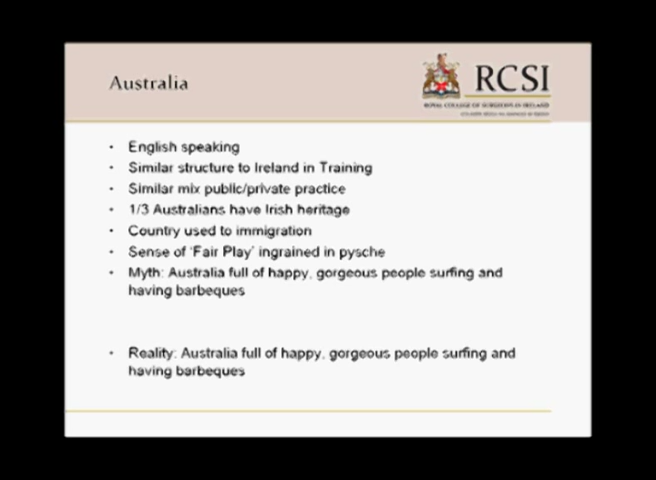 Australia
RCSI
ROYAL COLLEGE OF SURGEONS IN IRELAND
• English speaking
• Similar structure to Ireland in Training
• Similar mix public/private practice
• 1/3 Australians have Irish heritage
• Country used to immigration
• Sense of 'Fair Play' ingrained in pysche
• Myth: Australia full of happy, gorgeous people surfing and
having barbeques
• Reality: Australia full of happy, gorgeous people surfing and
having barbeques